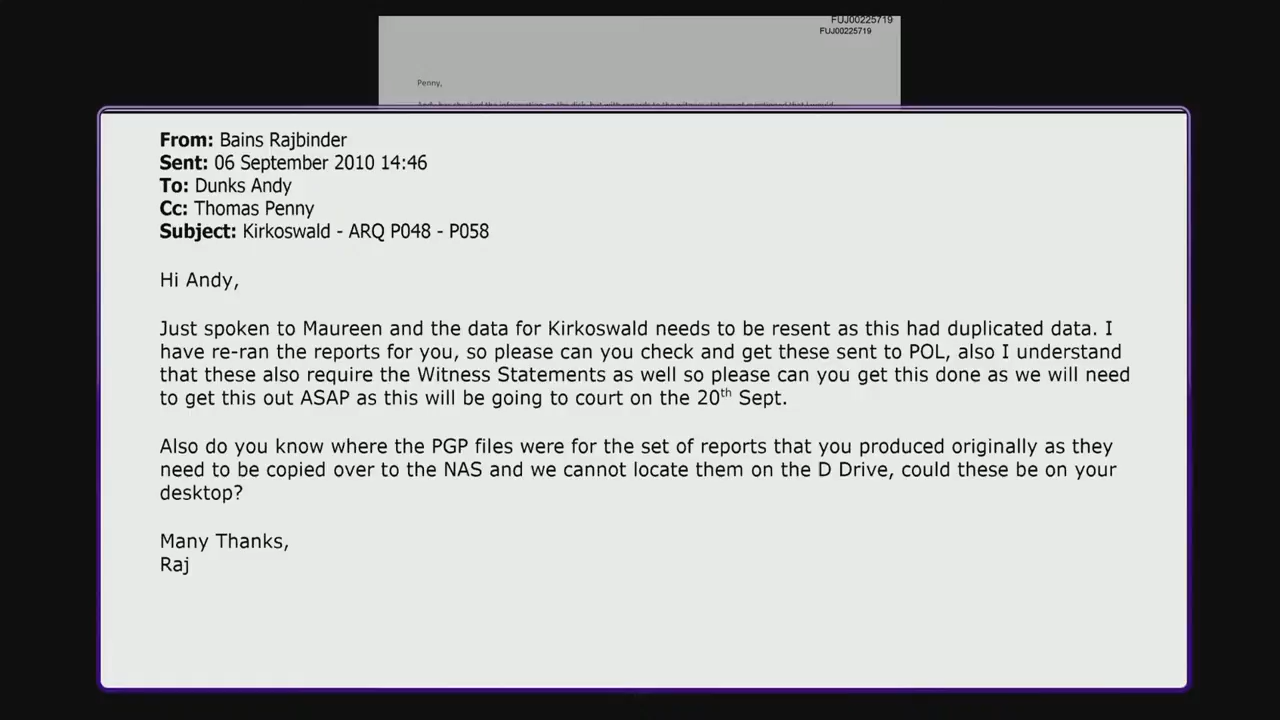 FUJ00225719
FUJ00225719
Penny,
From: Bains Rajbinder
Sent: 06 September 2010 14:46
To: Dunks Andy
Cc: Thomas Penny
Subject: Kirkoswald - ARQ P048 - P058
Hi Andy,
Just spoken to Maureen and the data for Kirkoswald needs to be resent as this had duplicated data. I
have re-ran the reports for you, so please can you check and get these sent to POL, also I understand
that these also require the Witness Statements as well so please can you get this done as we will need
to get this out ASAP as this will be going to court on the 20th Sept.
Also do you know where the PGP files were for the set of reports that you produced originally as they
need to be copied over to the NAS and we cannot locate them on the D Drive, could these be on your
desktop?
Many Thanks,
Raj